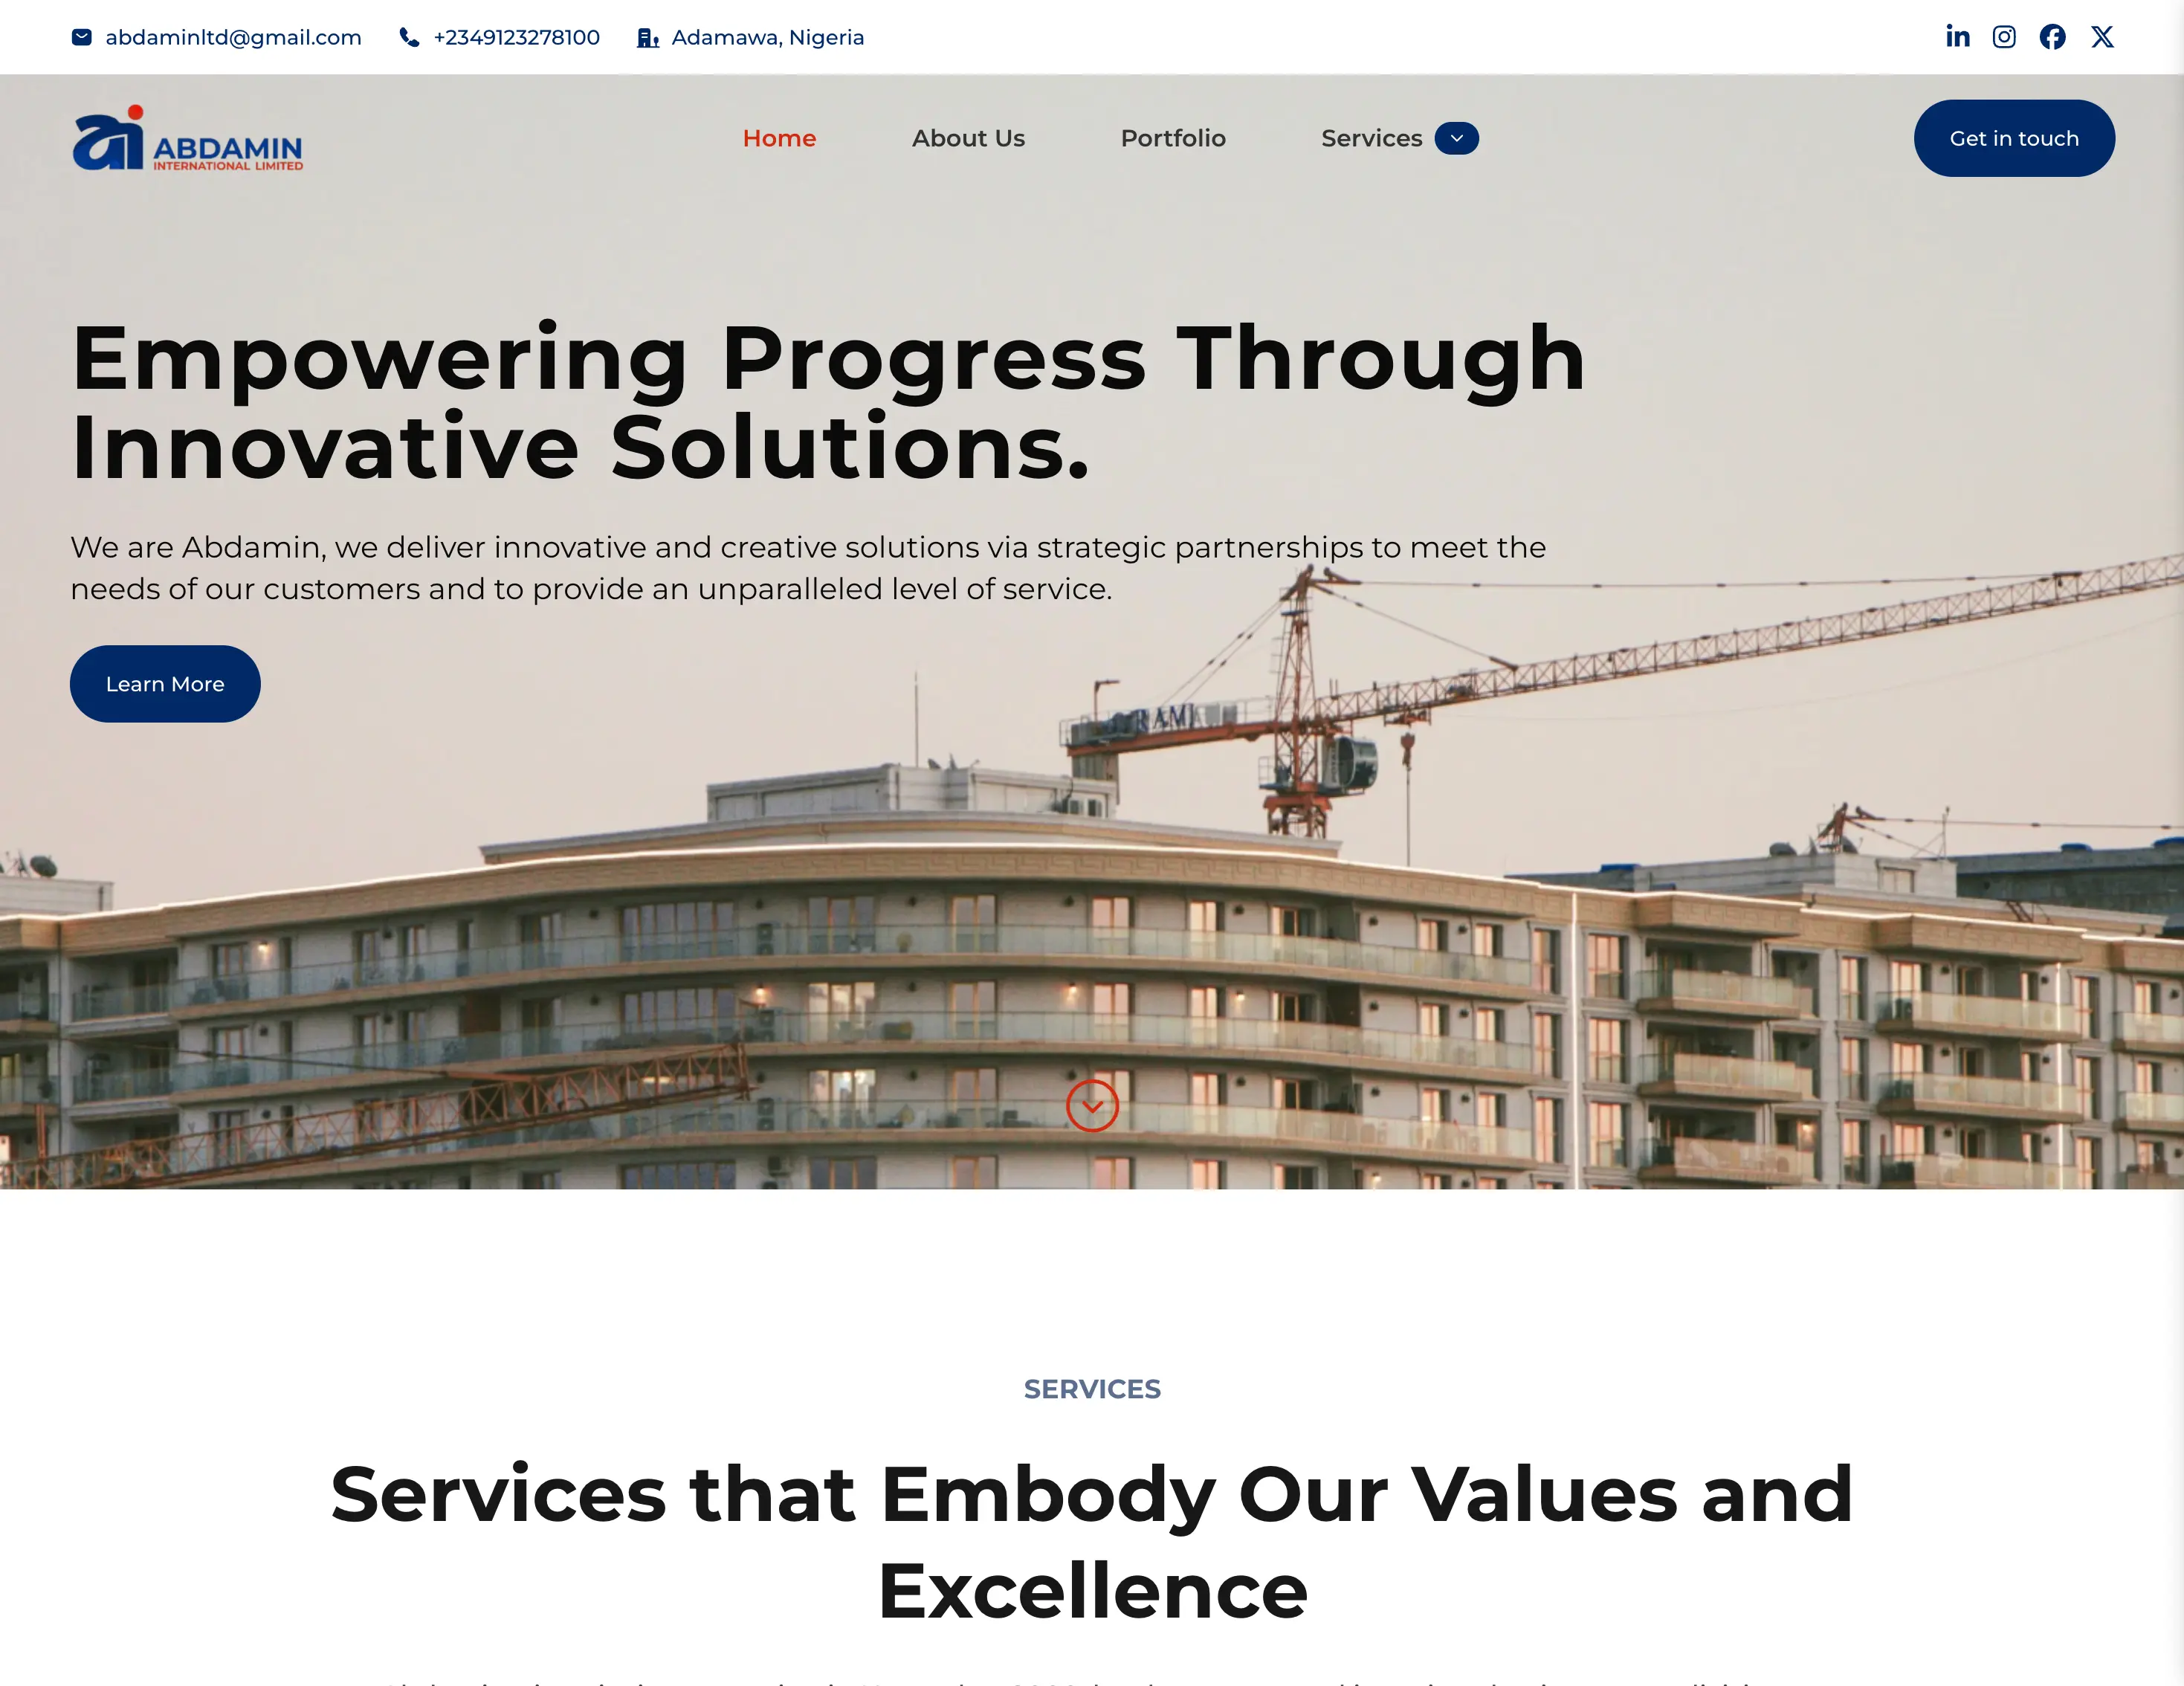 abdaminltd@gmail.com +2349123278100 Adamawa, Nigeria
ai ABDAMIN
INTERNATIONAL LIMITED
Home About Us Portfolio Services Get in touch
Empowering Progress Through
Innovative Solutions.
We are Abdamin, we deliver innovative and creative solutions via strategic partnerships to meet the
needs of our customers and to provide an unparalleled level of service.
Learn More
SERVICES
Services that Embody Our Values and
Excellence